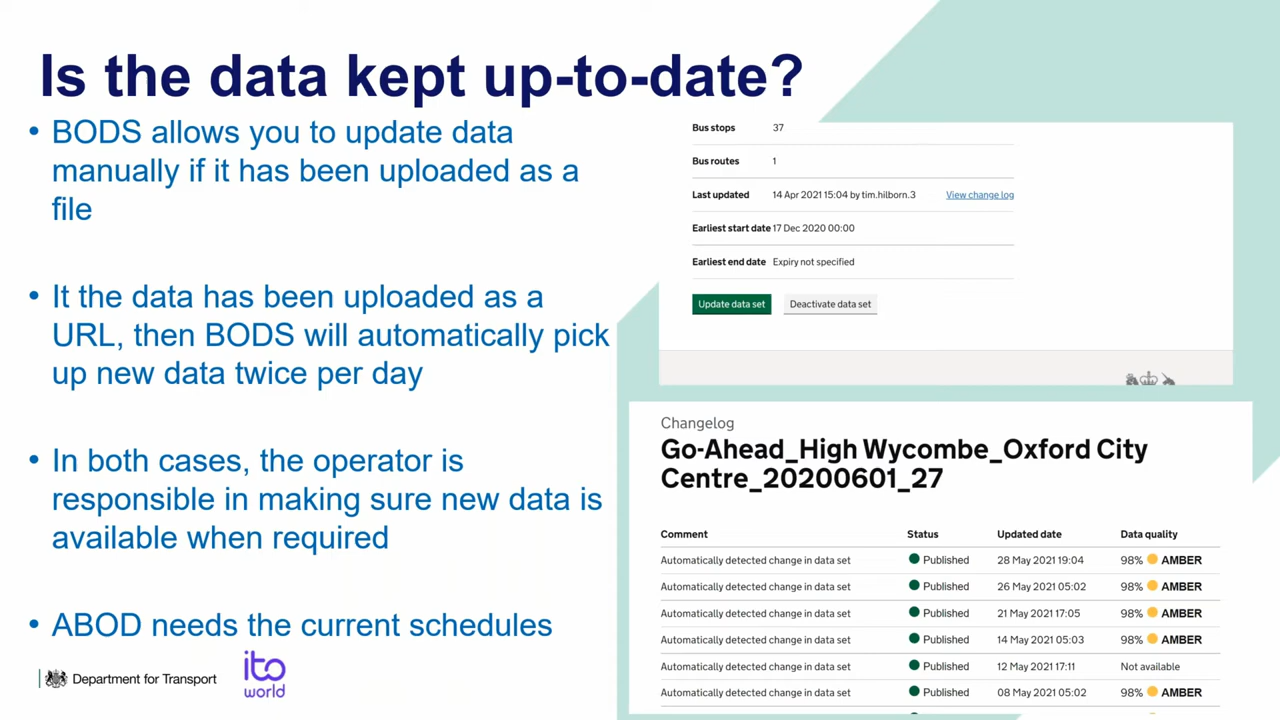 Is the data kept up-to-date?
• BODS allows you to update data
manually if it has been uploaded as a
file
• It the data has been uploaded as a
URL, then BODS will automatically pick
up new data twice per day
• In both cases, the operator is
responsible in making sure new data is
available when required
• ABOD needs the current schedules
Department for Transport
ito
world
Bus stops 37
Bus routes 1
Last updated 14 Apr 2021 15:04 by tim.hilborn.3 View change log
Earliest start date 17 Dec 2020 00:00
Earliest end date Expiry not specified
Update data set Deactivate data set
Changelog
Go-Ahead_High Wycombe_Oxford City
Centre_20200601_27
Comment Status Updated date Data quality
Automatically detected change in data set Published 28 May 2021 19:04 98% AMBER
Automatically detected change in data set Published 26 May 2021 05:02 98% AMBER
Automatically detected change in data set Published 21 May 2021 17:05 98% AMBER
Automatically detected change in data set Published 14 May 2021 05:03 98% AMBER
Automatically detected change in data set Published 12 May 2021 17:11 Not available
Automatically detected change in data set Published 08 May 2021 05:02 98% AMBER